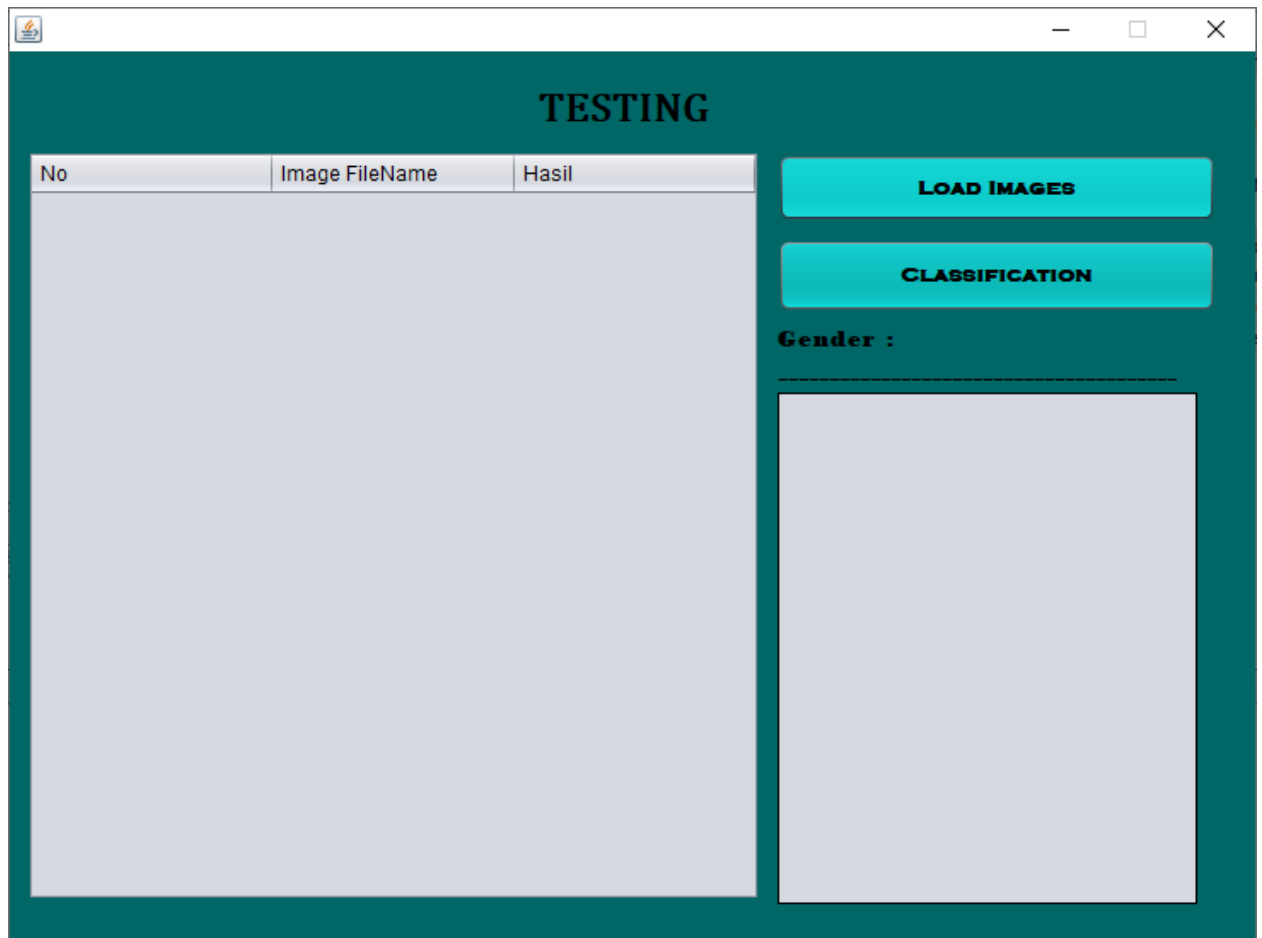 TESTING
No Image FileName Hasil
LOAD IMAGES
CLASSIFICATION
Gender :